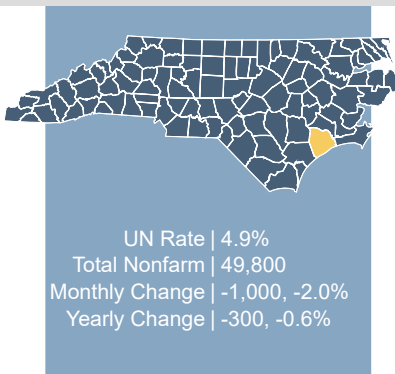 UN Rate | 4.9%
Total Nonfarm | 49,800
Monthly Change | -1,000, -2.0%
Yearly Change | -300, -0.6%